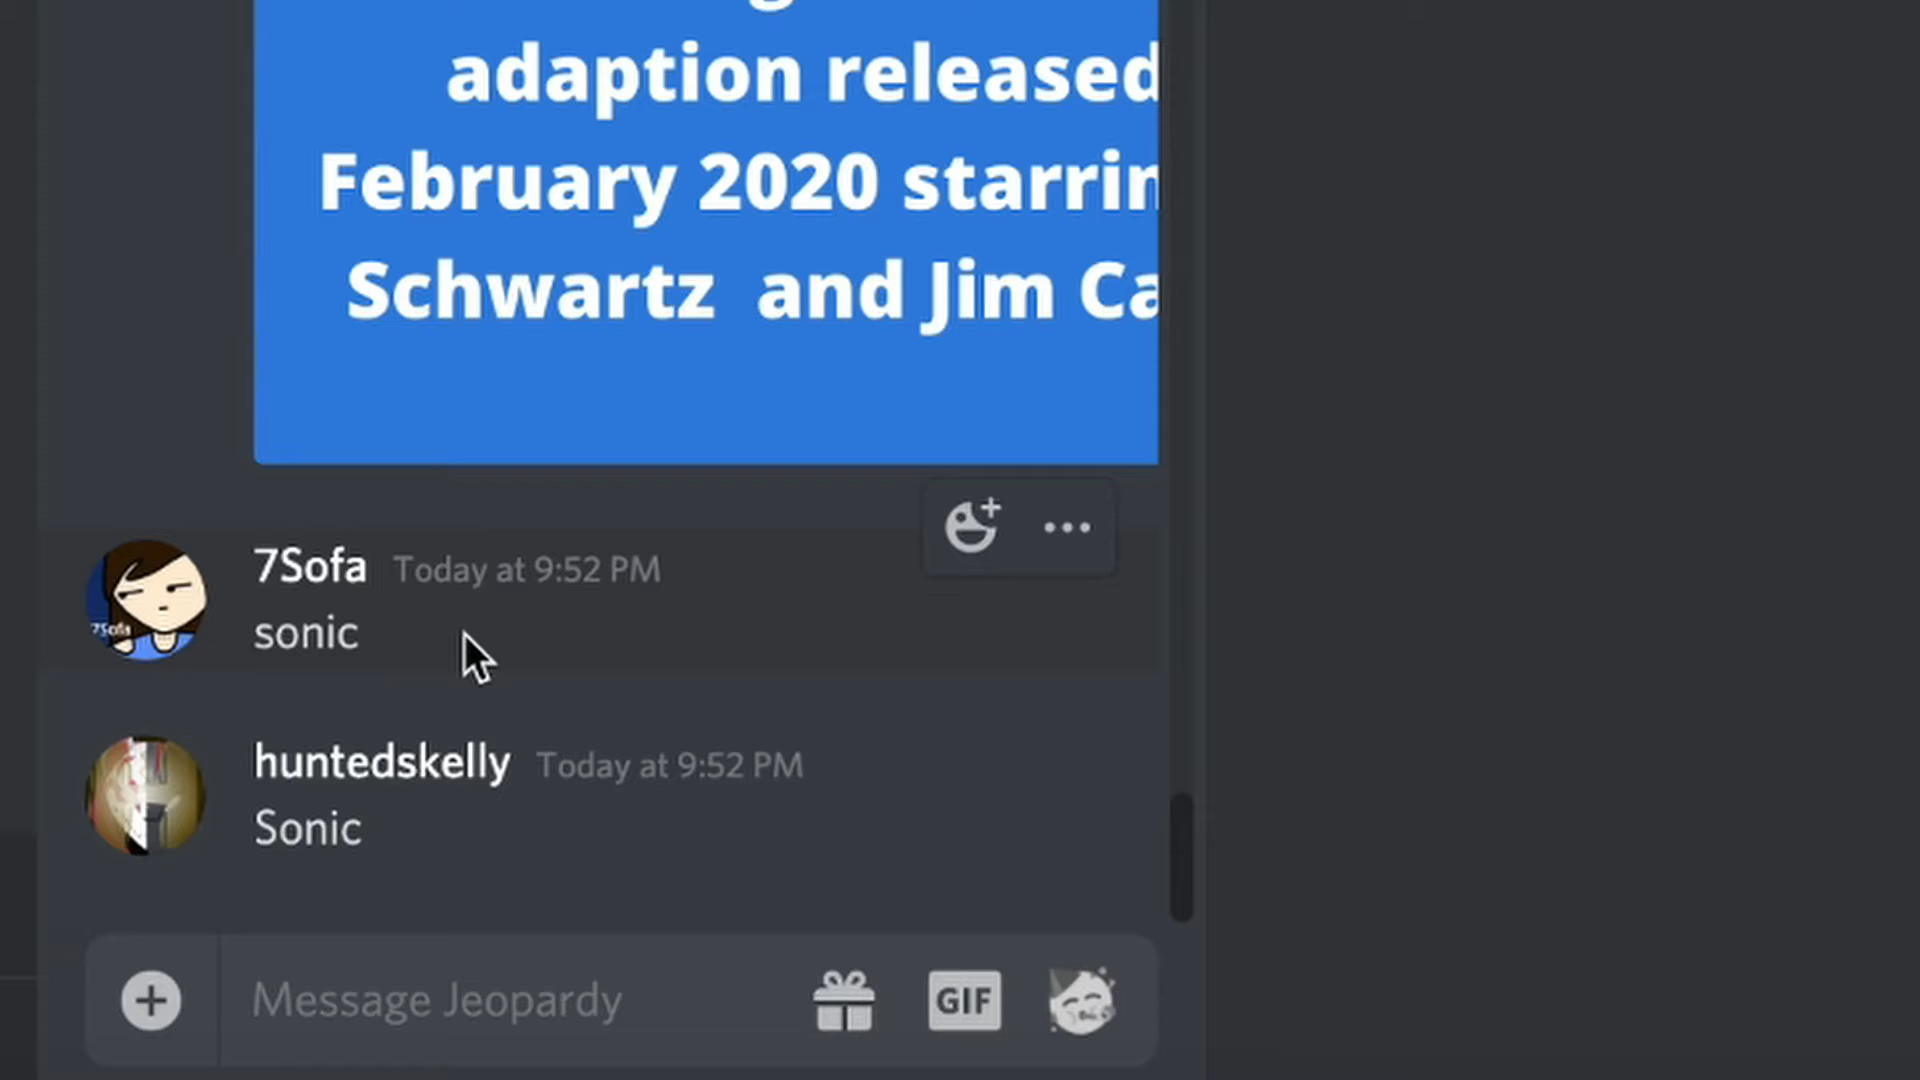 adaption released
February 2020 starrin
Schwartz and Jim Ca
7Sofa Today at 9:52 PM
sonic
7Sofa
huntedskelly Today at 9:52 PM
Sonic
Message Jeopardy
GIF